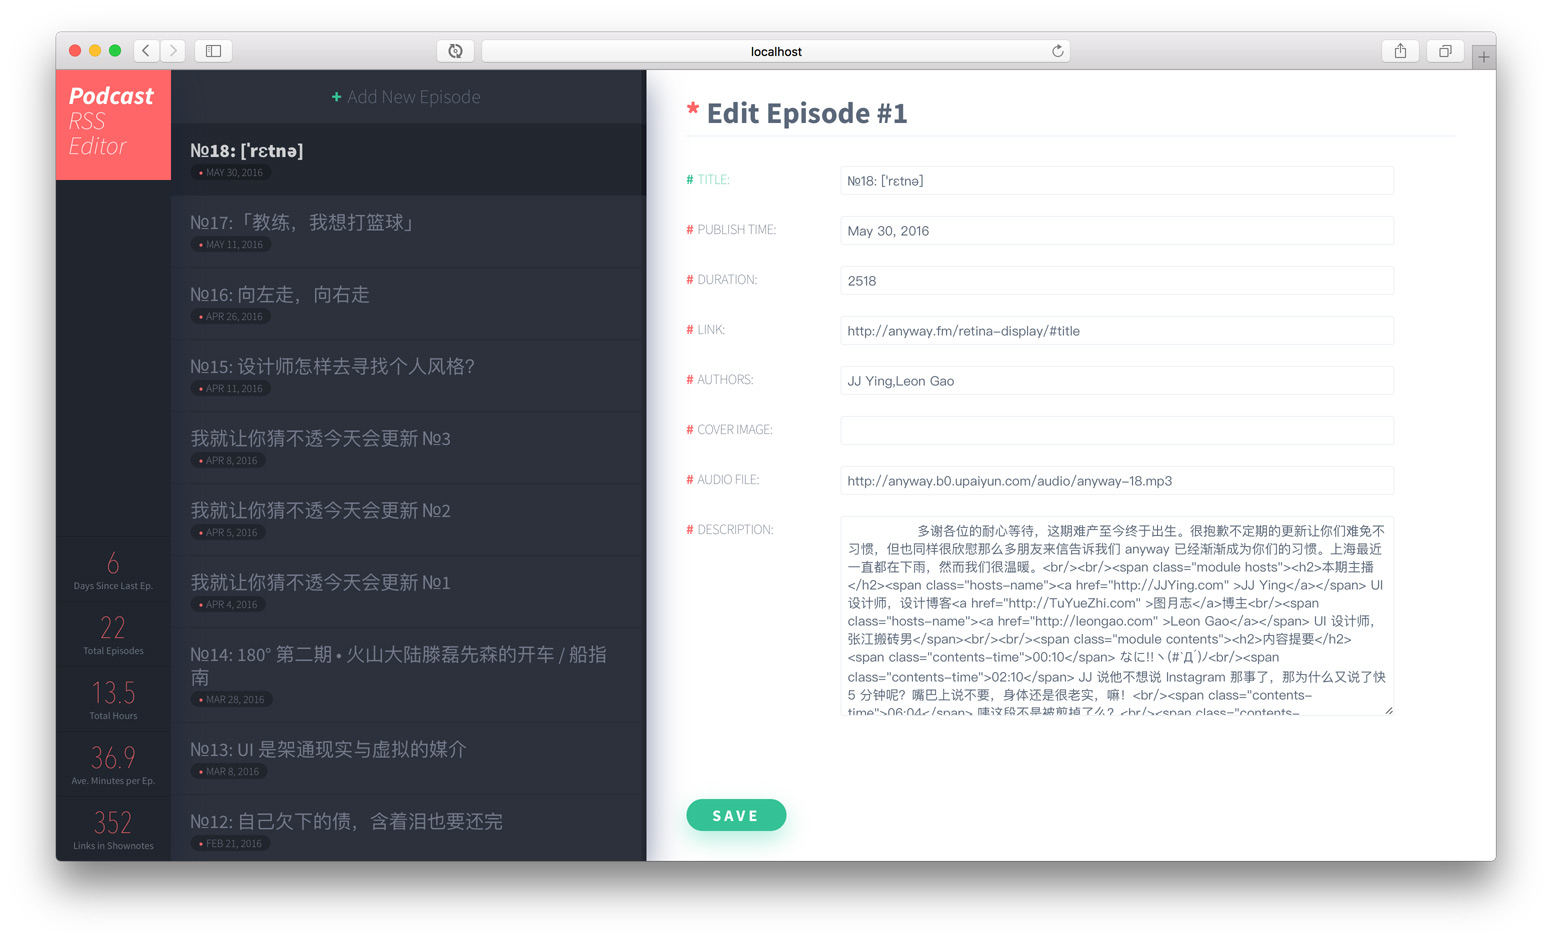 localhost
Podcast
RSS
Editor
+ Add New Episode
№18: ['rɛtnə]
• MAY 30, 2016
№17:「教练，我想打篮球」
• MAY 11, 2016
№16: 向左走，向右走
• APR 26, 2016
№15: 设计师怎样去寻找个人风格?
• APR 11, 2016
我就让你猜不透今天会更新 №3
• APR 8, 2016
我就让你猜不透今天会更新 №2
• APR 5, 2016
我就让你猜不透今天会更新 №1
• APR 4, 2016
№14: 180° 第二期 • 火山大陆滕磊先森的开车 / 船指
南
• MAR 28, 2016
№13: UI 是架通现实与虚拟的媒介
• MAR 8, 2016
№12: 自己欠下的债，含着泪也要还完
• FEB 21, 2016
6
Days Since Last Ep.
22
Total Episodes
13.5
Total Hours
36.9
Ave. Minutes per Ep.
352
Links in Shownotes
* Edit Episode #1
# TITLE:
№18: ['rɛtnə]
# PUBLISH TIME:
May 30, 2016
# DURATION:
2518
# LINK:
http://anyway.fm/retina-display/#title
# AUTHORS:
JJ Ying,Leon Gao
# COVER IMAGE:
# AUDIO FILE:
http://anyway.b0.upaiyun.com/audio/anyway-18.mp3
# DESCRIPTION:
多谢各位的耐心等待，这期难产至今终于出生。很抱歉不定期的更新让你们难免不
习惯，但也同样很欣慰那么多朋友来信告诉我们 anyway 已经渐渐成为你们的习惯。上海最近
一直都在下雨，然而我们很温暖。<br/><br/><span class="module hosts"><h2>本期主播
</h2><span class="hosts-name"><a href="http://JJYing.com" >JJ Ying</a></span> UI
设计师，设计博客<a href="http://TuYueZhi.com" >图月志</a>博主<br/><span
class="hosts-name"><a href="http://leongao.com" >Leon Gao</a></span> UI 设计师，
张江搬砖男</span><br/><br/><span class="module contents"><h2>内容提要</h2>
<span class="contents-time">00:10</span> なに!!ヽ(#`Д´)ﾉ<br/><span
class="contents-time">02:10</span> JJ 说他不想说 Instagram 那事了，那为什么又说了快
5 分钟呢？嘴巴上说不要，身体还是很老实，嘛！<br/><span class="contents-
time">06:04</span> 咦这段不是被剪掉了么？<br/><span class="contents-
SAVE